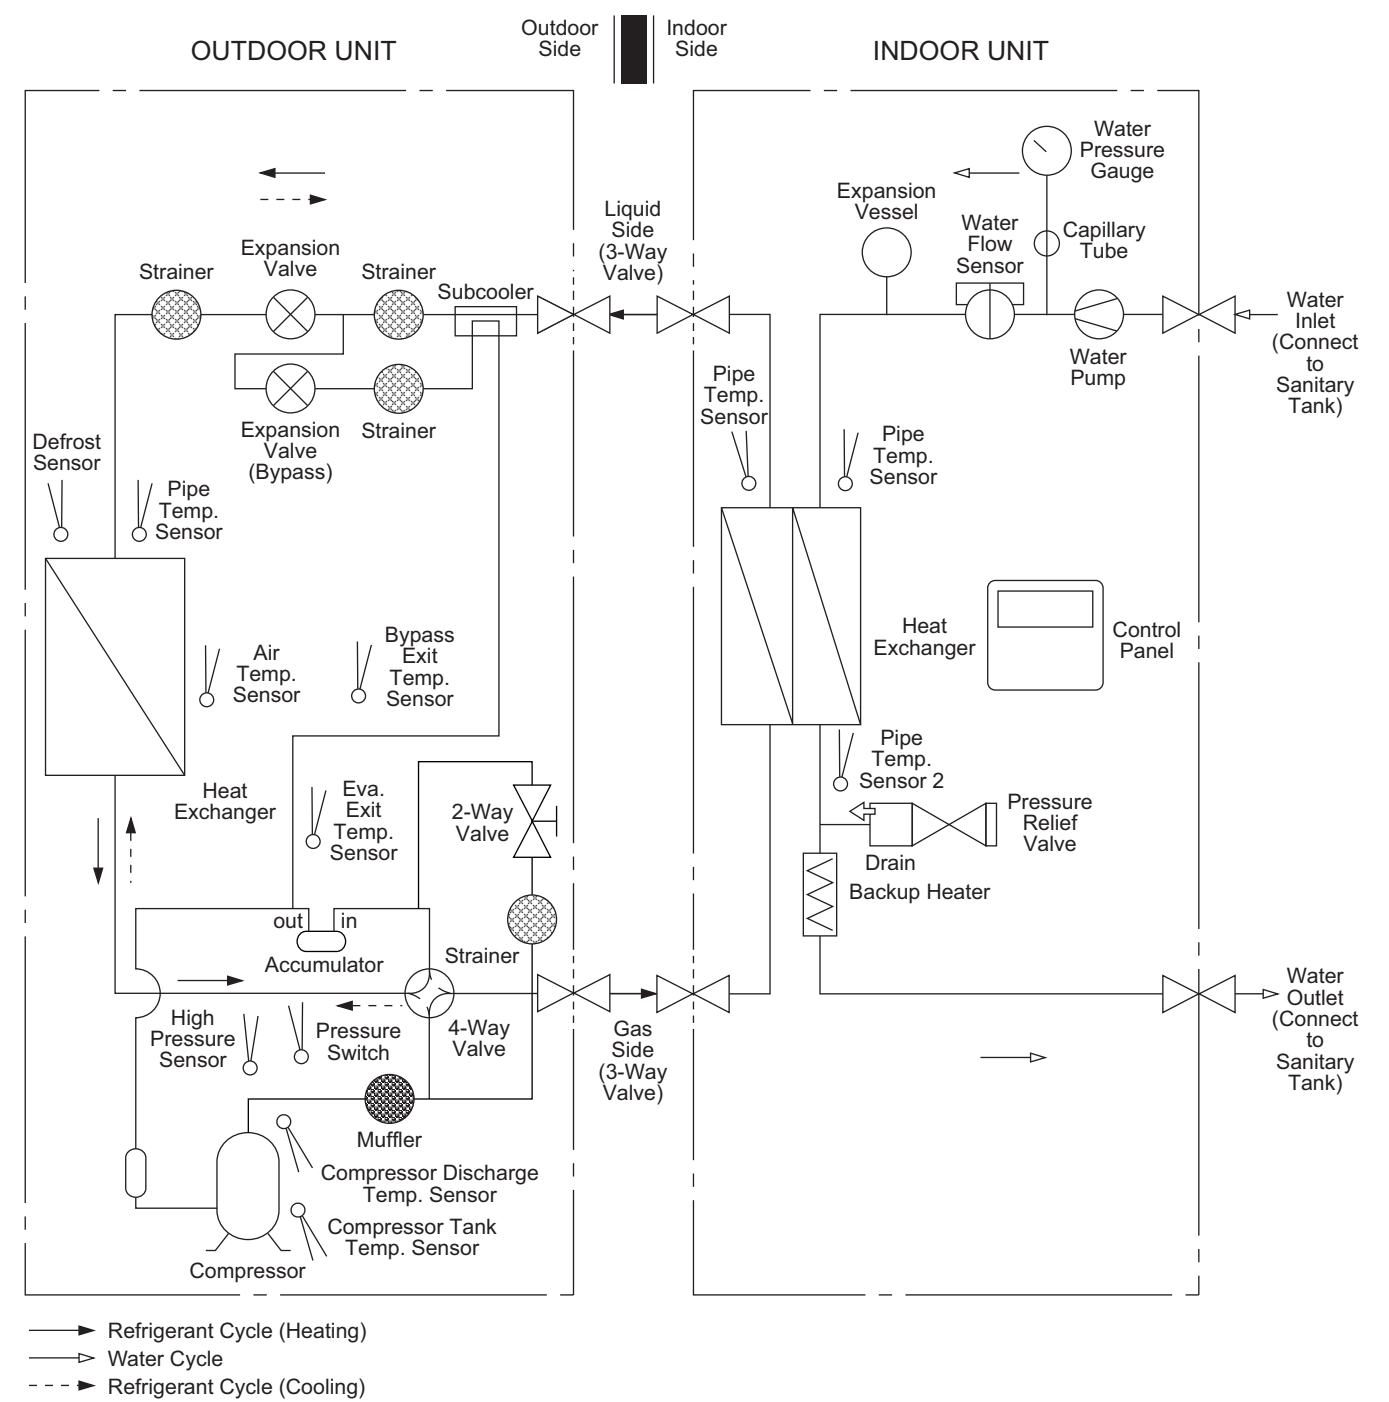 Outdoor
Side
Indoor
Side
OUTDOOR UNIT
INDOOR UNIT
Water
Pressure
Gauge
Expansion
Vessel
Water
Flow
Sensor
Capillary
Tube
Liquid
Side
(3-Way
Valve)
Strainer
Expansion
Valve
Strainer
Subcooler
Water
Inlet
(Connect
to
Sanitary
Tank)
Water
Pump
Expansion
Valve
(Bypass)
Strainer
Pipe
Temp.
Sensor
Pipe
Temp.
Sensor
Defrost
Sensor
Pipe
Temp.
Sensor
Air
Temp.
Sensor
Bypass
Exit
Temp.
Sensor
Heat
Exchanger
Control
Panel
Heat
Exchanger
Eva.
Exit
Temp.
Sensor
2-Way
Valve
Pipe
Temp.
Sensor 2
Pressure
Relief
Valve
Drain
Backup Heater
out
in
Accumulator
Strainer
High
Pressure
Sensor
Pressure
Switch
4-Way
Valve
Gas
Side
(3-Way
Valve)
Water
Outlet
(Connect
to
Sanitary
Tank)
Muffler
Compressor Discharge
Temp. Sensor
Compressor Tank
Temp. Sensor
Compressor
Refrigerant Cycle (Heating)
Water Cycle
Refrigerant Cycle (Cooling)